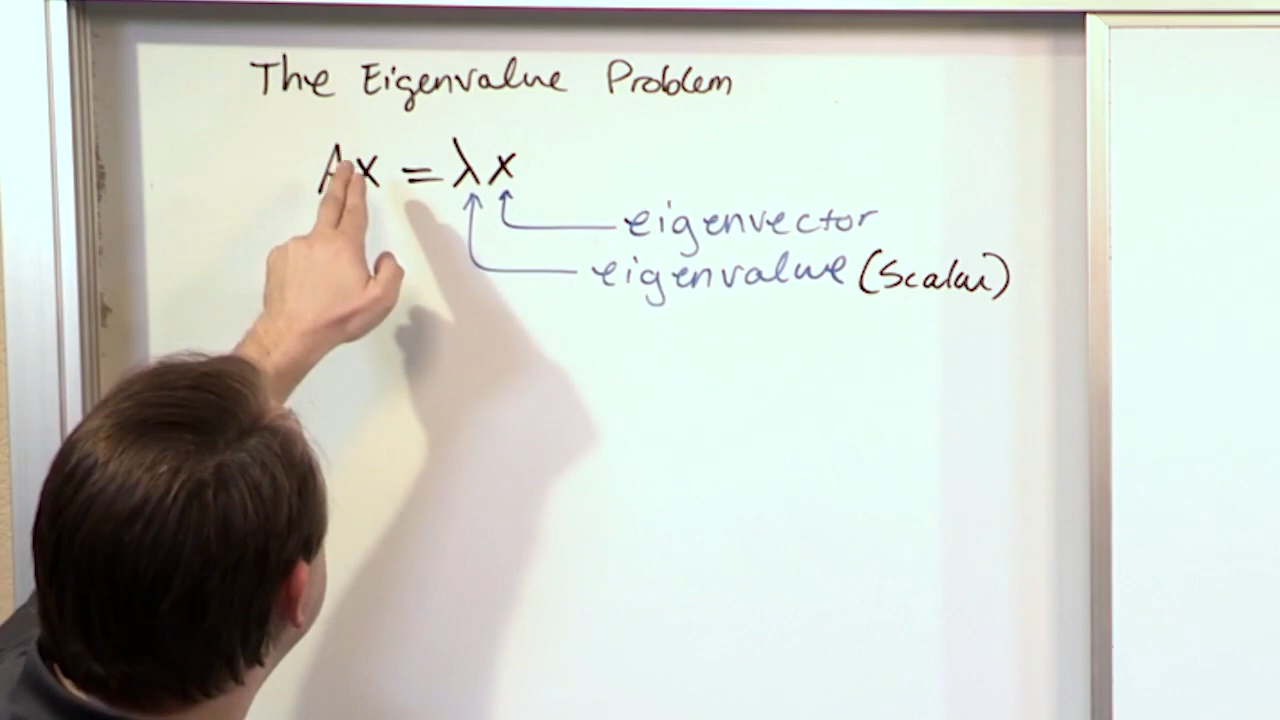 The Eigenvalue Problem
Ax = λx
eigenvector
eigenvalue (Scalar)